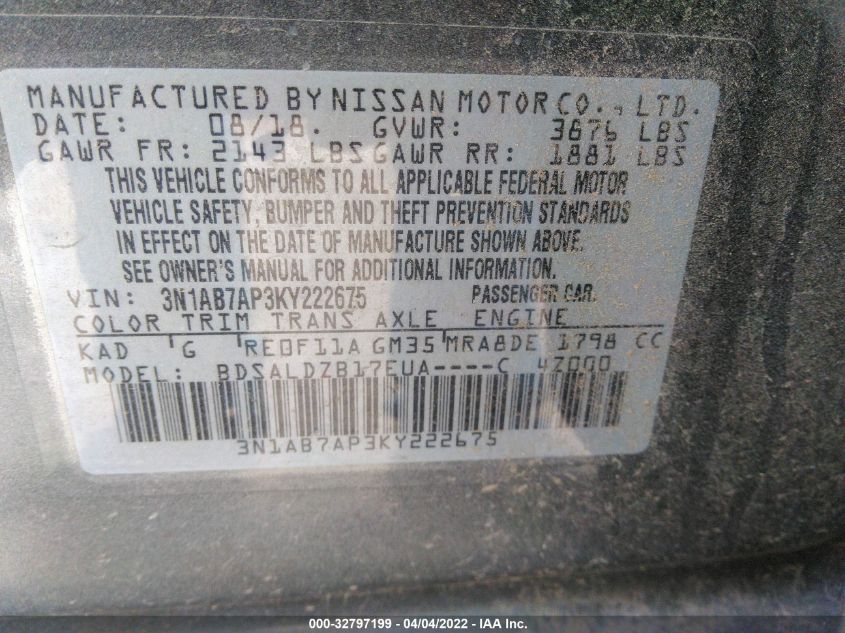 MANUFACTURED BY NISSAN MOTOR CO., LTD.
DATE: 08/18. GVWR: 3676 LBS
GAWR FR: 2143 LBS GAWR RR: 1881 LBS
THIS VEHICLE CONFORMS TO ALL APPLICABLE FEDERAL MOTOR
VEHICLE SAFETY, BUMPER AND THEFT PREVENTION STANDARDS
IN EFFECT ON THE DATE OF MANUFACTURE SHOWN ABOVE.
SEE OWNER'S MANUAL FOR ADDITIONAL INFORMATION.
VIN: 3N1AB7AP3KY222675 PASSENGER CAR.
COLOR TRIM TRANS AXLE ENGINE
KAD 'G 'RE0F11A GM35'MRA8DE 1798 CC
MODEL: BDSALDZB17EUA----C 4Z000
3N1AB7AP3KY222675
000-32797199 - 04/04/2022 - IAA Inc.